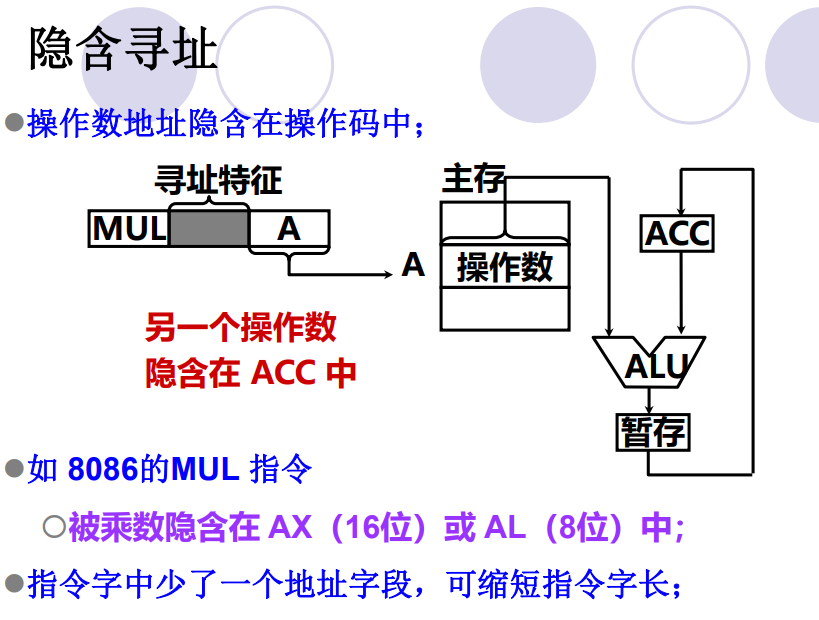 隐含寻址
操作数地址隐含在操作码中；
寻址特征
MUL A
A
主存
操作数
ACC
ALU
暂存
另一个操作数
隐含在 ACC 中
如 8086的MUL 指令
被乘数隐含在 AX（16位）或 AL（8位）中；
指令字中少了一个地址字段，可缩短指令字长；